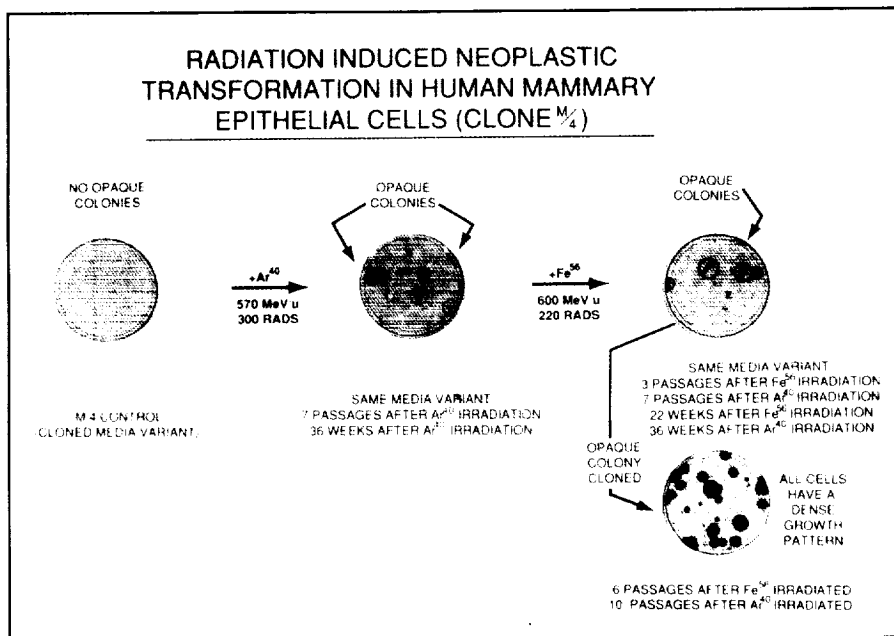 RADIATION INDUCED NEOPLASTIC
TRANSFORMATION IN HUMAN MAMMARY
EPITHELIAL CELLS (CLONE M/4)
NO OPAQUE
COLONIES
+Ar40
570 MeV u
300 RADS
OPAQUE
COLONIES
+Fe56
600 MeV u
220 RADS
OPAQUE
COLONIES
M/4 CONTROL
CLONED MEDIA VARIANT
SAME MEDIA VARIANT
7 PASSAGES AFTER Ar40 IRRADIATION
36 WEEKS AFTER Ar40 IRRADIATION
SAME MEDIA VARIANT
3 PASSAGES AFTER Fe56 IRRADIATION
7 PASSAGES AFTER Ar40 IRRADIATION
22 WEEKS AFTER Fe56 IRRADIATION
36 WEEKS AFTER Ar40 IRRADIATION
OPAQUE
COLONY
CLONED
ALL CELLS
HAVE A
DENSE
GROWTH
PATTERN
6 PASSAGES AFTER Fe56 IRRADIATED
10 PASSAGES AFTER Ar40 IRRADIATED